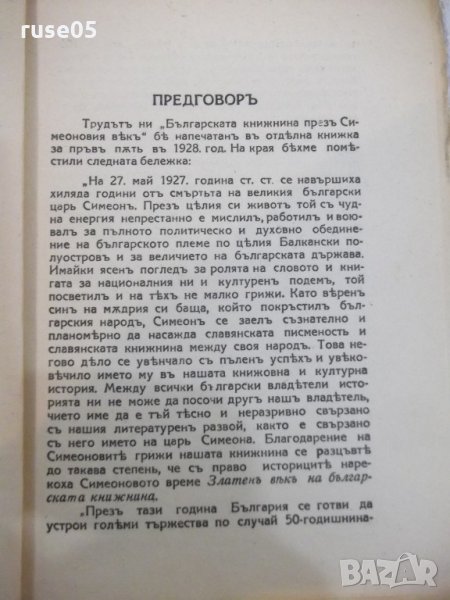 ruse05
ПРЕДГОВОРЪ
Трудътъ ни „Българската книжнина презъ Си-
меоновия вѣкъ“ бѣ напечатанъ въ отдѣлна книжка
за пръвъ пѫть въ 1928. год. На края бѣхме помѣ-
стили следната бележка:
„На 27. май 1927. година ст. ст. се навършиха
хиляда години отъ смъртьта на великия български
царь Симеонъ. Презъ цѣлия си животъ той съ чуд-
на енергия непрестанно е мислилъ, работилъ и вою-
валъ за пълното политическо и духовно обединение
на българското племе по цѣлия Балкански полу-
островъ и за величието на българската държава.
Имайки ясенъ погледъ за ролята на словото и кни-
гата за националния ни и културенъ подемъ, той
посветилъ и на тѣхъ не малко грижи. Като вѣренъ
синъ на мѫдрия си баща, който покръстилъ бъл-
гарския народъ, Симеонъ се заелъ съзнателно и
планомѣрно да насажда славянската писменость и
славянската книжнина между своя народъ. Това не-
гово дѣло се увѣнчало съ пъленъ успѣхъ и увѣко-
вѣчило името му въ нашата книжовна и културна
история. Между всички български владѣтели исто-
рията ни не може да посочи другъ нашъ владѣтель,
чието име да е тъй тѣсно и неразривно свързано
съ нашия литературенъ развой, както е свързано
съ него името на царь Симеона. Благодарение на
Симеоновитѣ грижи нашата книжнина се разцъвтѣ
до такава степень, че съ право историцитѣ наре-
коха Симеоновото време Златенъ вѣкъ на българ-
ската книжнина.
„Презъ тази година България се готви да
устрои голѣми тържества по случай 50-годишнина-
BAZAR
.bg